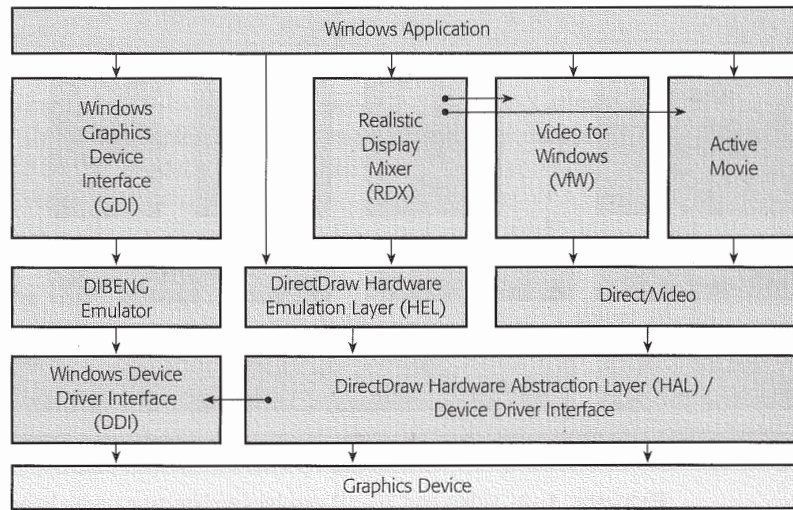 Windows Application
Windows
Graphics
Device
Interface
(GDI)
Realistic
Display
Mixer
(RDX)
Video for
Windows
(VfW)
Active
Movie
DIBENG
Emulator
DirectDraw Hardware
Emulation Layer (HEL)
Direct/Video
Windows Device
Driver Interface
(DDI)
DirectDraw Hardware Abstraction Layer (HAL) /
Device Driver Interface
Graphics Device